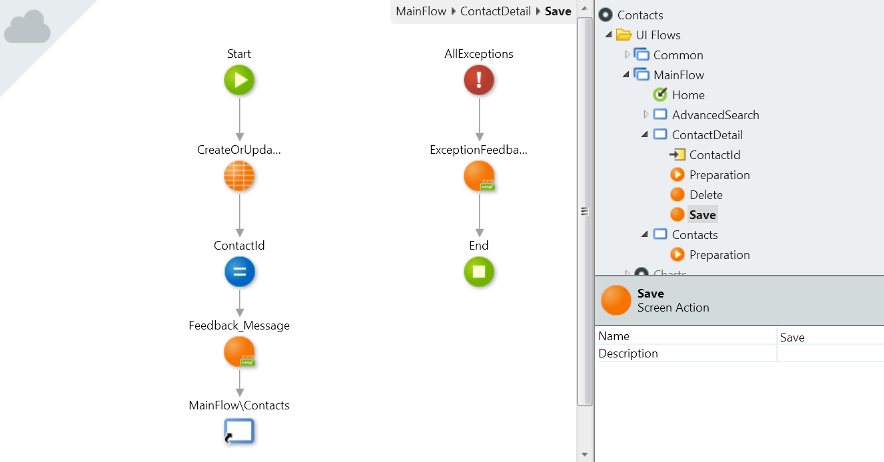 MainFlow ContactDetail Save
Start
AllExceptions
CreateOrUpda...
ExceptionFeedba...
ContactId
End
Feedback_Message
MainFlow\Contacts
Contacts
UI Flows
Common
MainFlow
Home
AdvancedSearch
ContactDetail
ContactId
Preparation
Delete
Save
Contacts
Preparation
Charts
Save
Screen Action
Name Save
Description